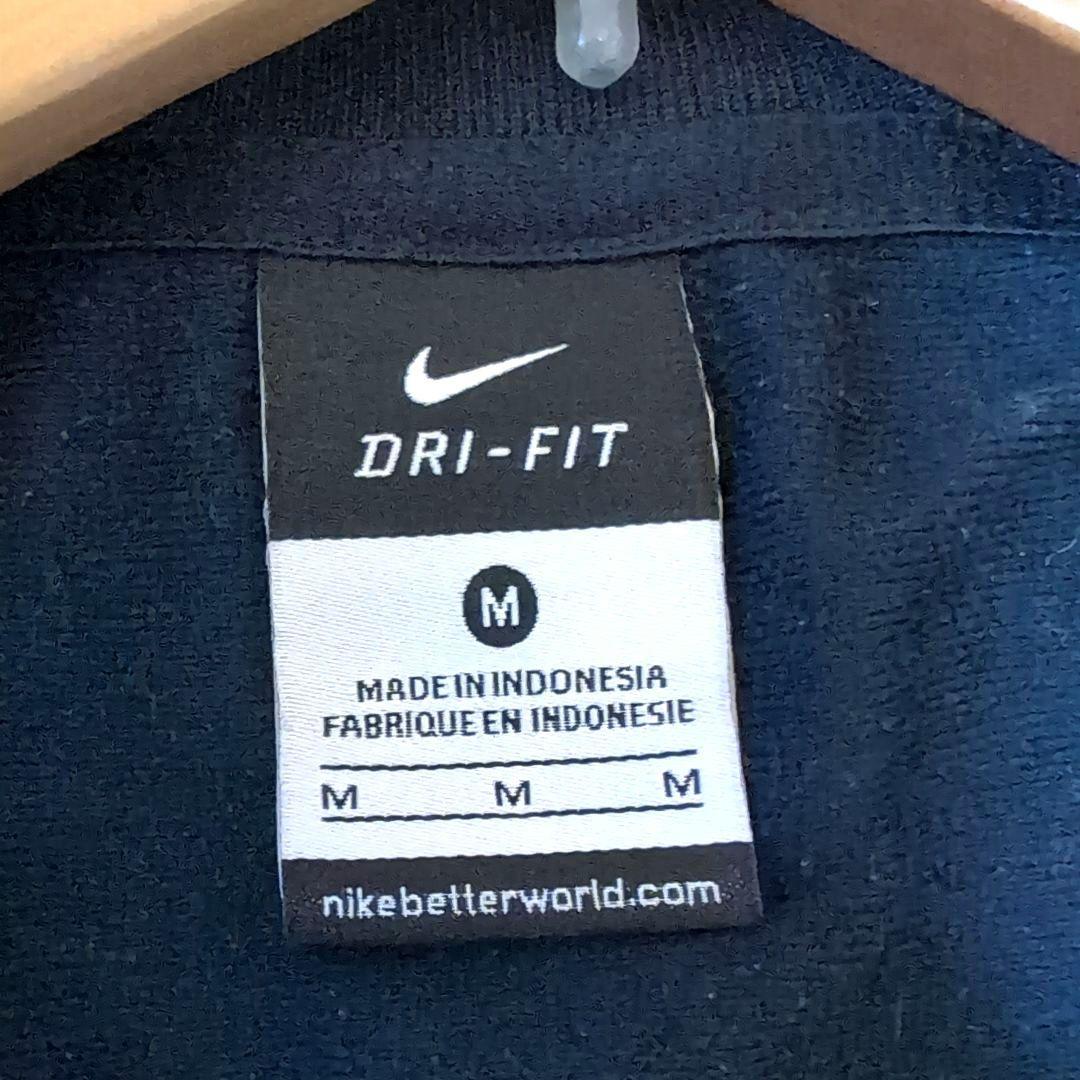 DRI-FIT
M
MADE IN INDONESIA
FABRIQUE EN INDONESIE
M M M
nikebetterworld.com